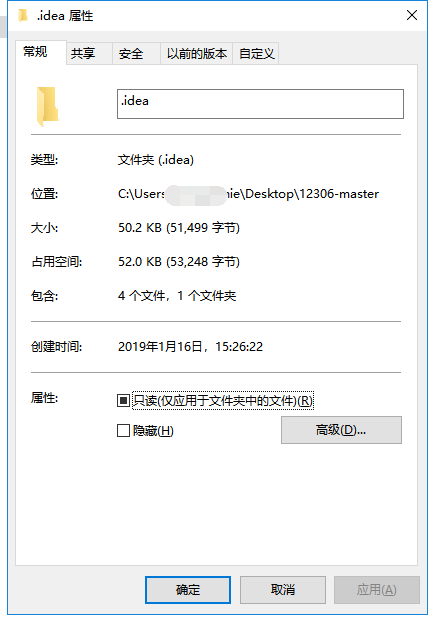 .idea 属性
常规 共享 安全 以前的版本 自定义
.idea
类型: 文件夹 (.idea)
位置: C:\Users hie\Desktop\12306-master
大小: 50.2 KB (51,499 字节)
占用空间: 52.0 KB (53,248 字节)
包含: 4 个文件，1 个文件夹
创建时间: 2019年1月16日，15:26:22
属性: 只读(仅应用于文件夹中的文件)(R)
隐藏(H) 高级(D)...
确定 取消 应用(A)